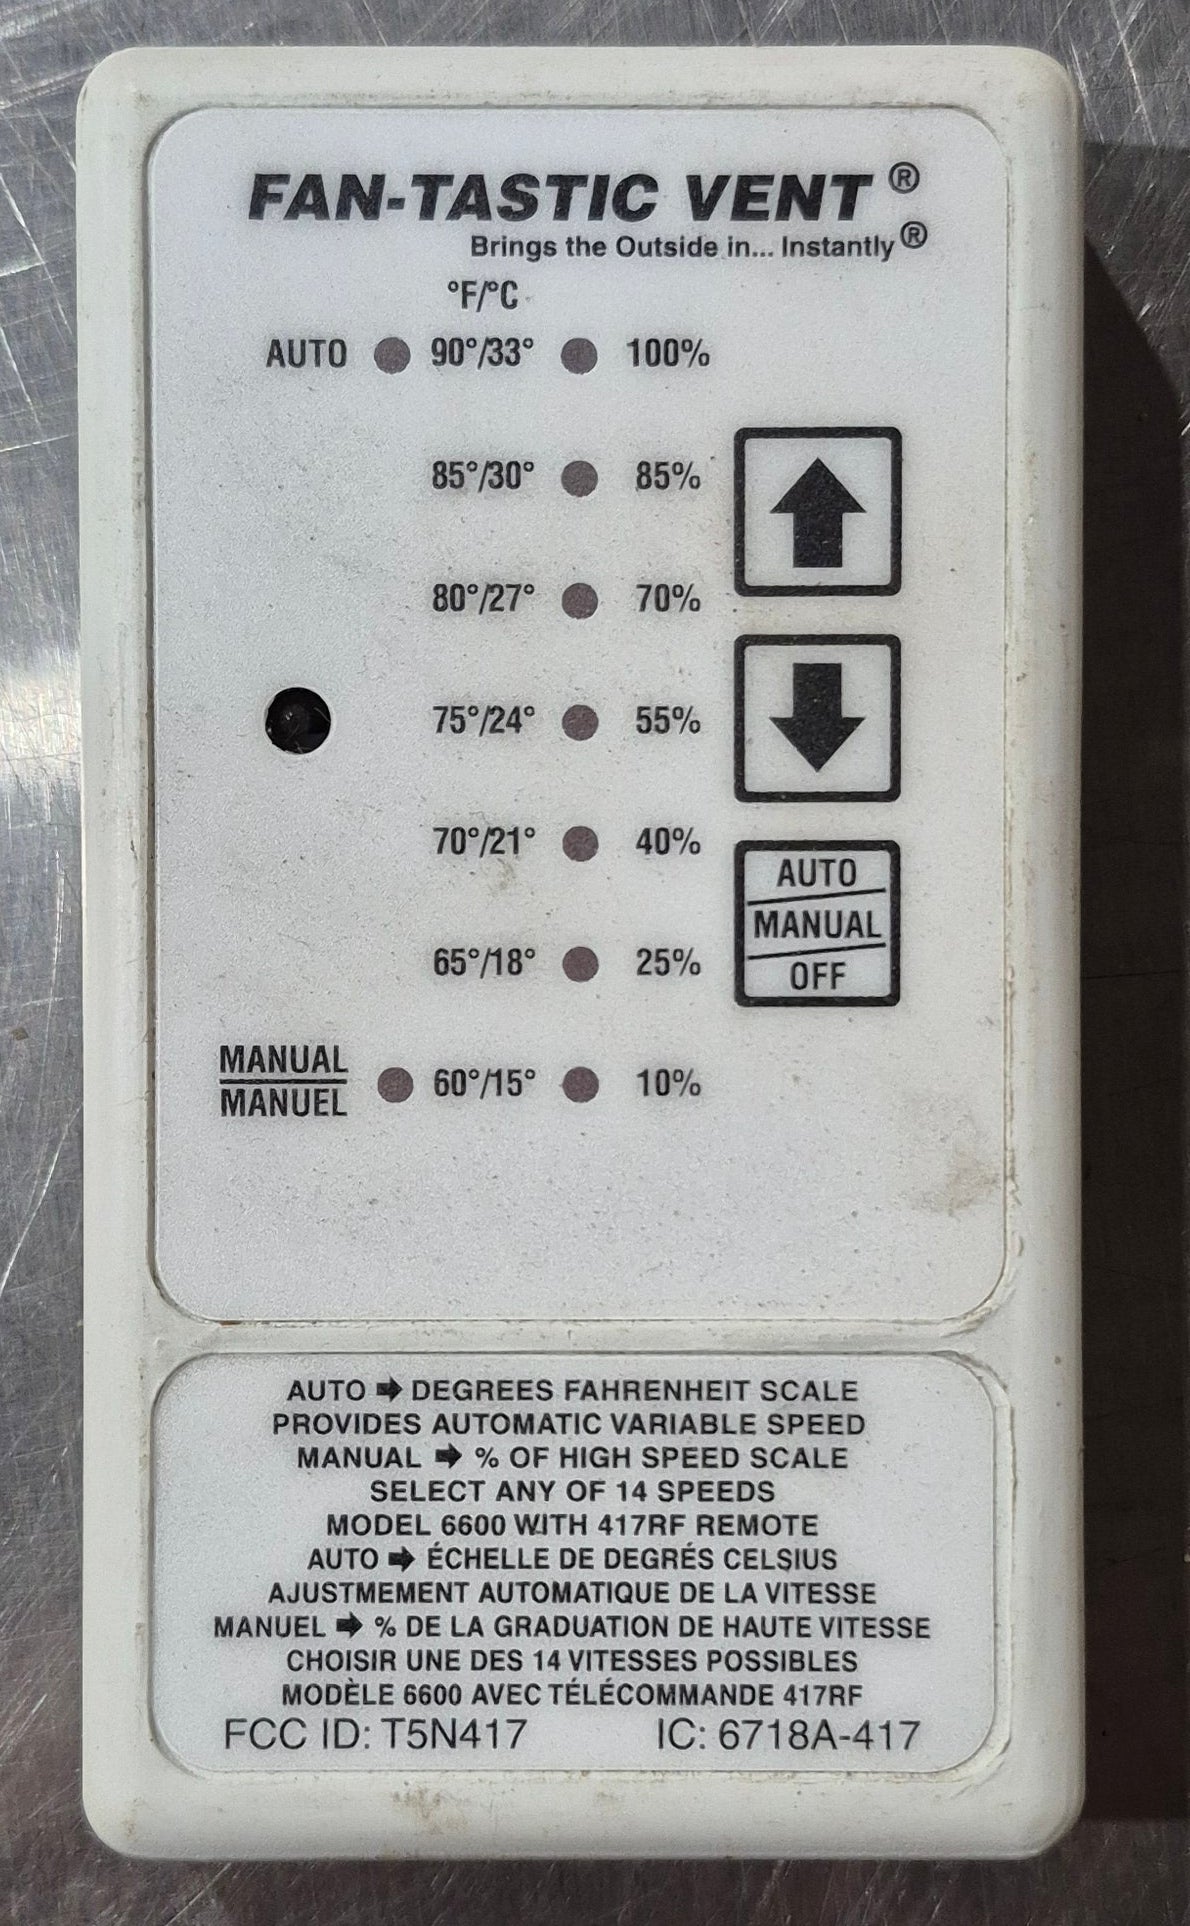 FAN-TASTIC VENT®
Brings the Outside in... Instantly®
°F/°C
AUTO 90°/33° 100%
85°/30° 85%
80°/27° 70%
75°/24° 55%
70°/21° 40%
AUTO
MANUAL
OFF
65°/18° 25%
MANUAL
MANUEL
60°/15° 10%
AUTO ➡ DEGREES FAHRENHEIT SCALE
PROVIDES AUTOMATIC VARIABLE SPEED
MANUAL ➡ % OF HIGH SPEED SCALE
SELECT ANY OF 14 SPEEDS
MODEL 6600 WITH 417RF REMOTE
AUTO ➡ ÉCHELLE DE DEGRÉS CELSIUS
AJUSTMEMENT AUTOMATIQUE DE LA VITESSE
MANUEL ➡ % DE LA GRADUATION DE HAUTE VITESSE
CHOISIR UNE DES 14 VITESSES POSSIBLES
MODÈLE 6600 AVEC TÉLÉCOMMANDE 417RF
FCC ID: T5N417 IC: 6718A-417